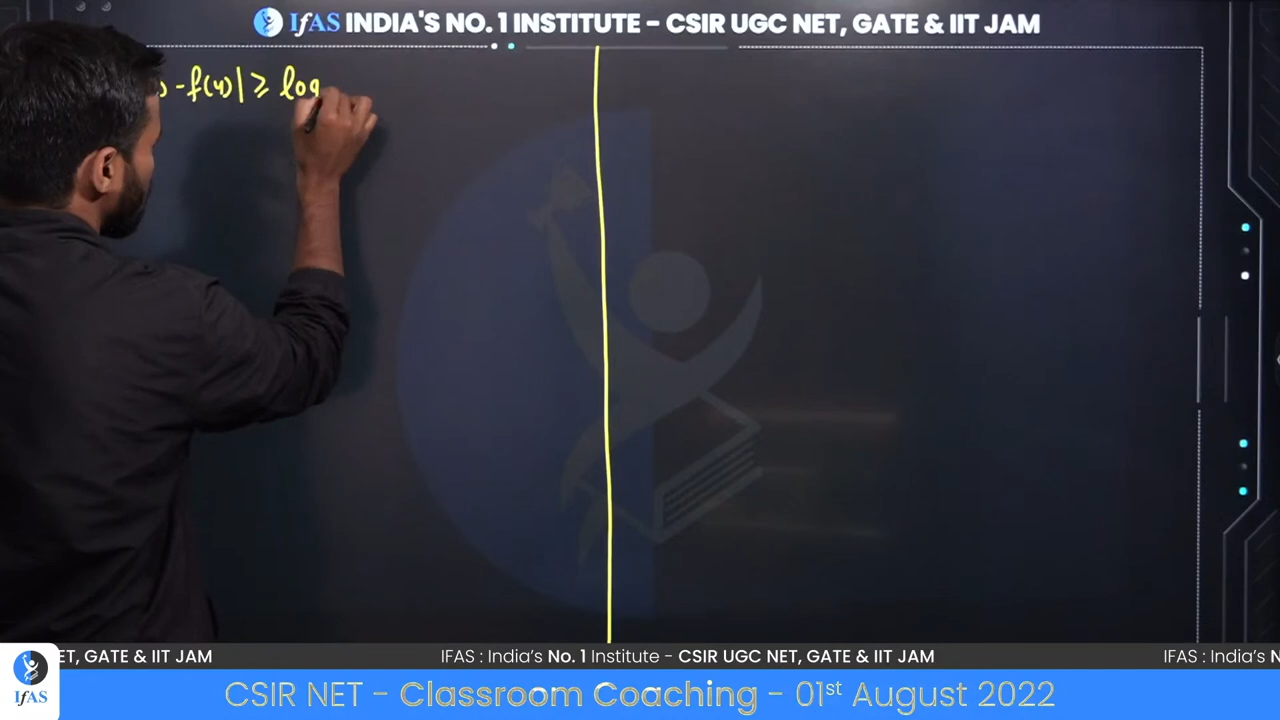 IfAS INDIA'S NO. 1 INSTITUTE - CSIR UGC NET, GATE & IIT JAM
-f(y)| ≥ log
ET, GATE & IIT JAM IFAS : India's No. 1 Institute - CSIR UGC NET, GATE & IIT JAM IFAS : India's N
IfAS
CSIR NET - Classroom Coaching - 01st August 2022